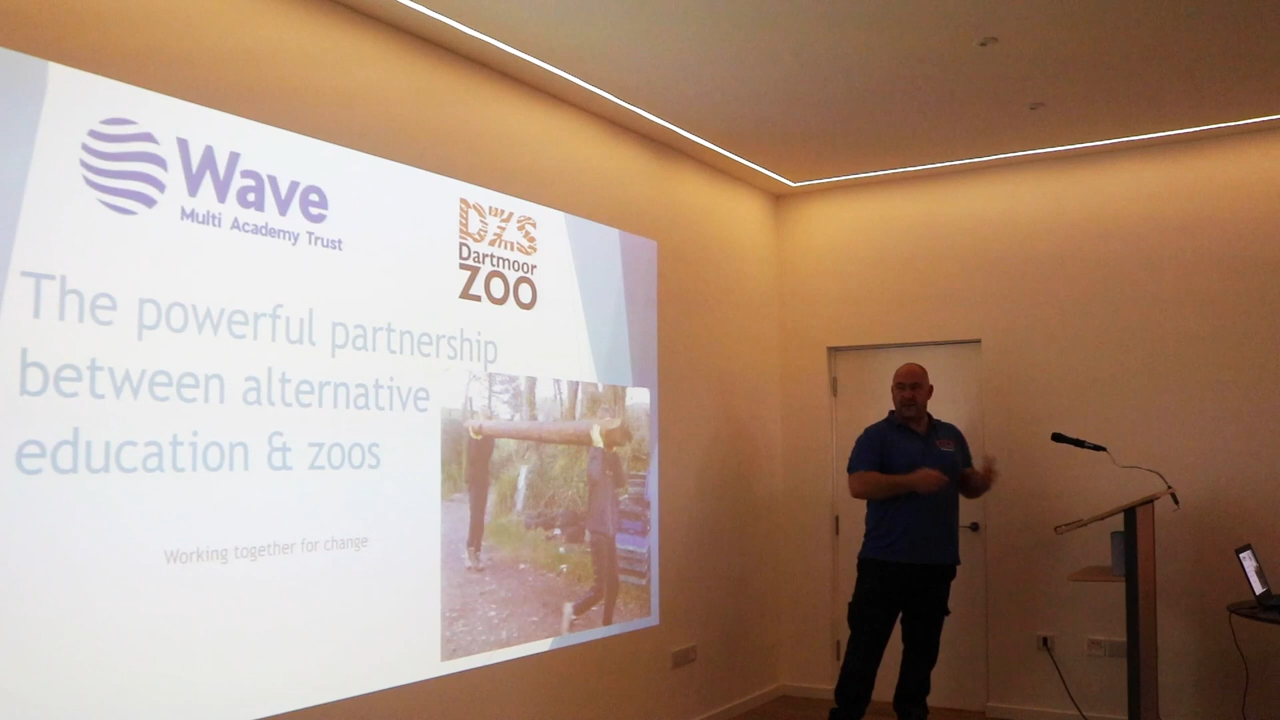 Wave
Multi Academy Trust
DZS
Dartmoor
ZOO
The powerful partnership
between alternative
education & zoos
Working together for change